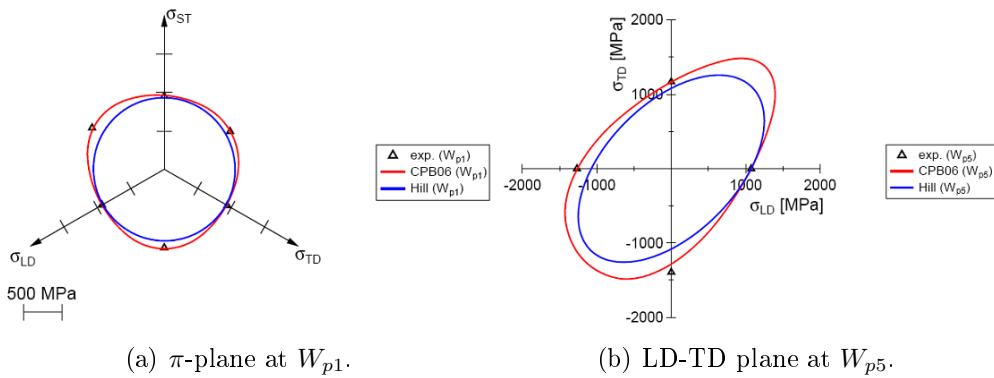 σST
σLD
σTD
500 MPa
exp. (Wp1)
CPB06 (Wp1)
Hill (Wp1)
(a) π-plane at Wp1.
2000
σTD [MPa]
1000
-2000
-1000
1000
2000
σLD [MPa]
-1000
-2000
exp. (Wp5)
CPB06 (Wp5)
Hill (Wp5)
(b) LD-TD plane at Wp5.